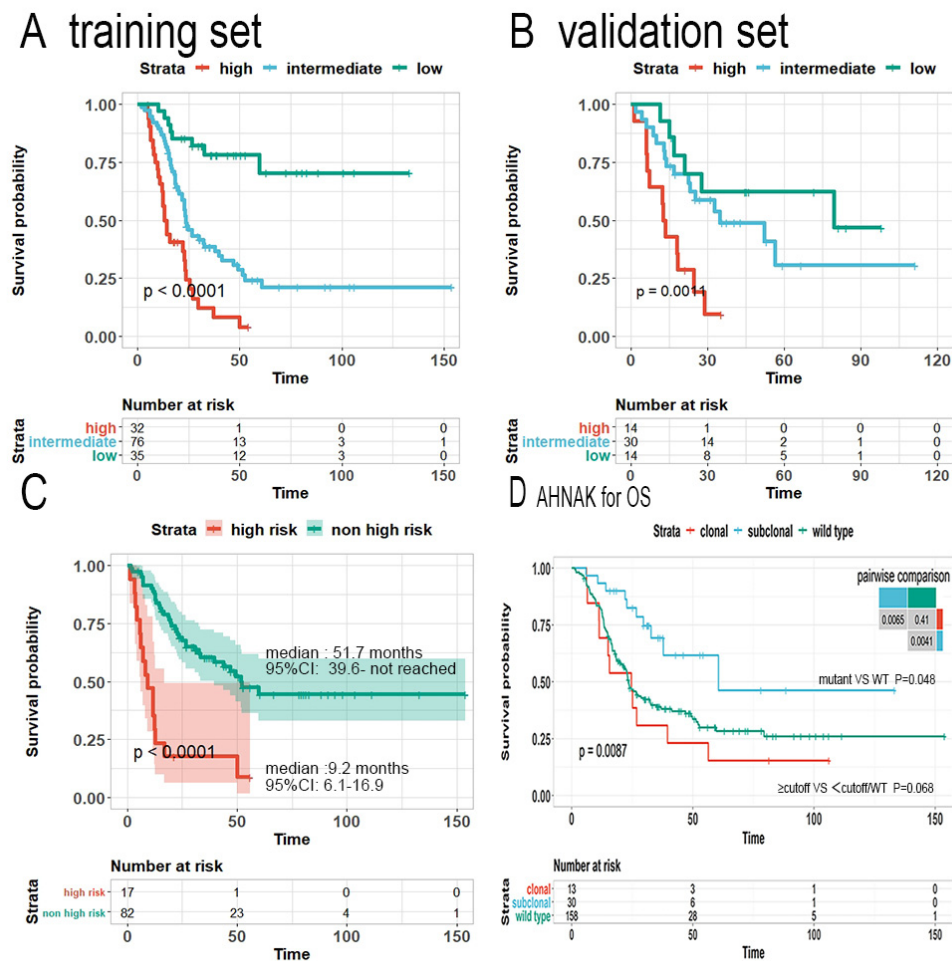 A training set
Strata high intermediate low
1.00
0.75
0.50
0.25
0.00
Survival probability
p < 0.0001
0 50 100 150
Time
Number at risk
Strata
high 32 1 0 0
intermediate 76 13 3 1
low 35 12 3 0
0 50 100 150
Time
B validation set
Strata high intermediate low
1.00
0.75
0.50
0.25
0.00
Survival probability
p = 0.0011
0 30 60 90 120
Time
Number at risk
Strata
high 14 1 0 0 0
intermediate 30 14 2 1 0
low 14 8 5 1 0
0 30 60 90 120
Time
C
Strata high risk non high risk
1.00
0.75
0.50
0.25
0.00
Survival probability
median : 51.7 months
95%CI: 39.6- not reached
p < 0.0001
median :9.2 months
95%CI: 6.1-16.9
0 50 100 150
Time
Number at risk
Strata
high risk 17 1 0 0
non high risk 82 23 4 1
0 50 100 150
Time
D AHNAK for OS
Strata clonal subclonal wild type
1.00
0.75
0.50
0.25
0.00
Survival probability
pairwise comparison
0.0065 0.41
0.0041
mutant VS WT P=0.048
p = 0.0087
≥cutoff VS <cutoff/WT P=0.068
0 50 100 150
Time
Number at risk
Strata
clonal 13 3 1 0
subclonal 30 6 1 0
wild type 158 28 5 1
0 50 100 150
Time